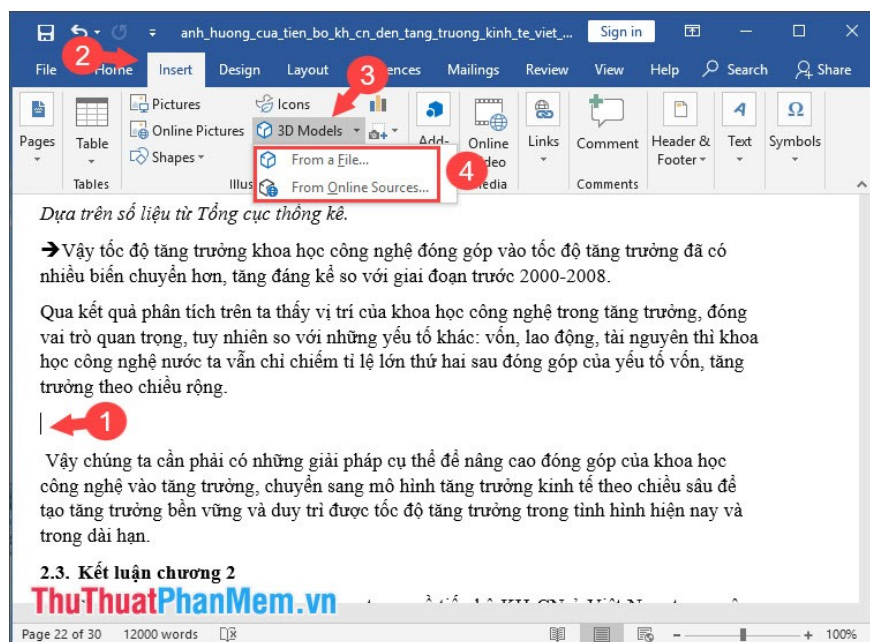 anh_huong_cua_tien_bo_kh_cn_den_tang_truong_kinh_te_viet_... Sign in
2
File Home Insert Design Layout ences Mailings Review View Help Search Share
3
Pages Table Pictures Online Pictures Shapes Icons 3D Models Add- Online Links Comment Header & Footer Text Symbols
From a File...
From Online Sources...
4
Tables Illus edia Comments
Dựa trên số liệu từ Tổng cục thống kê.
➔Vậy tốc độ tăng trưởng khoa học công nghệ đóng góp vào tốc độ tăng trưởng đã có
nhiều biến chuyển hơn, tăng đáng kể so với giai đoạn trước 2000-2008.
Qua kết quả phân tích trên ta thấy vị trí của khoa học công nghệ trong tăng trưởng, đóng
vai trò quan trọng, tuy nhiên so với những yếu tố khác: vốn, lao động, tài nguyên thì khoa
học công nghệ nước ta vẫn chỉ chiếm tỉ lệ lớn thứ hai sau đóng góp của yếu tố vốn, tăng
trưởng theo chiều rộng.
1
Vậy chúng ta cần phải có những giải pháp cụ thể để nâng cao đóng góp của khoa học
công nghệ vào tăng trưởng, chuyển sang mô hình tăng trưởng kinh tế theo chiều sâu để
tạo tăng trưởng bền vững và duy trì được tốc độ tăng trưởng trong tình hình hiện nay và
trong dài hạn.
2.3. Kết luận chương 2
ThuThuatPhanMem.vn
Page 22 of 30 12000 words 100%